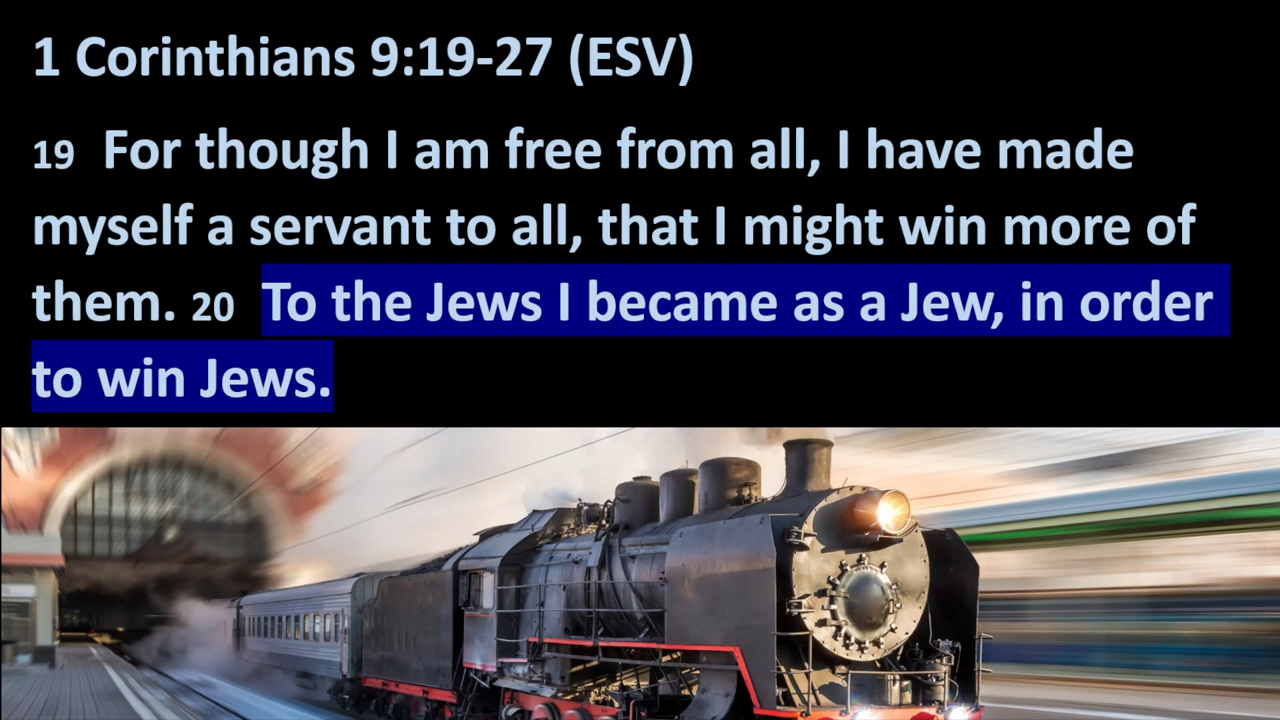 1 Corinthians 9:19-27 (ESV)
19 For though I am free from all, I have made
myself a servant to all, that I might win more of
them. 20 To the Jews I became as a Jew, in order
to win Jews.